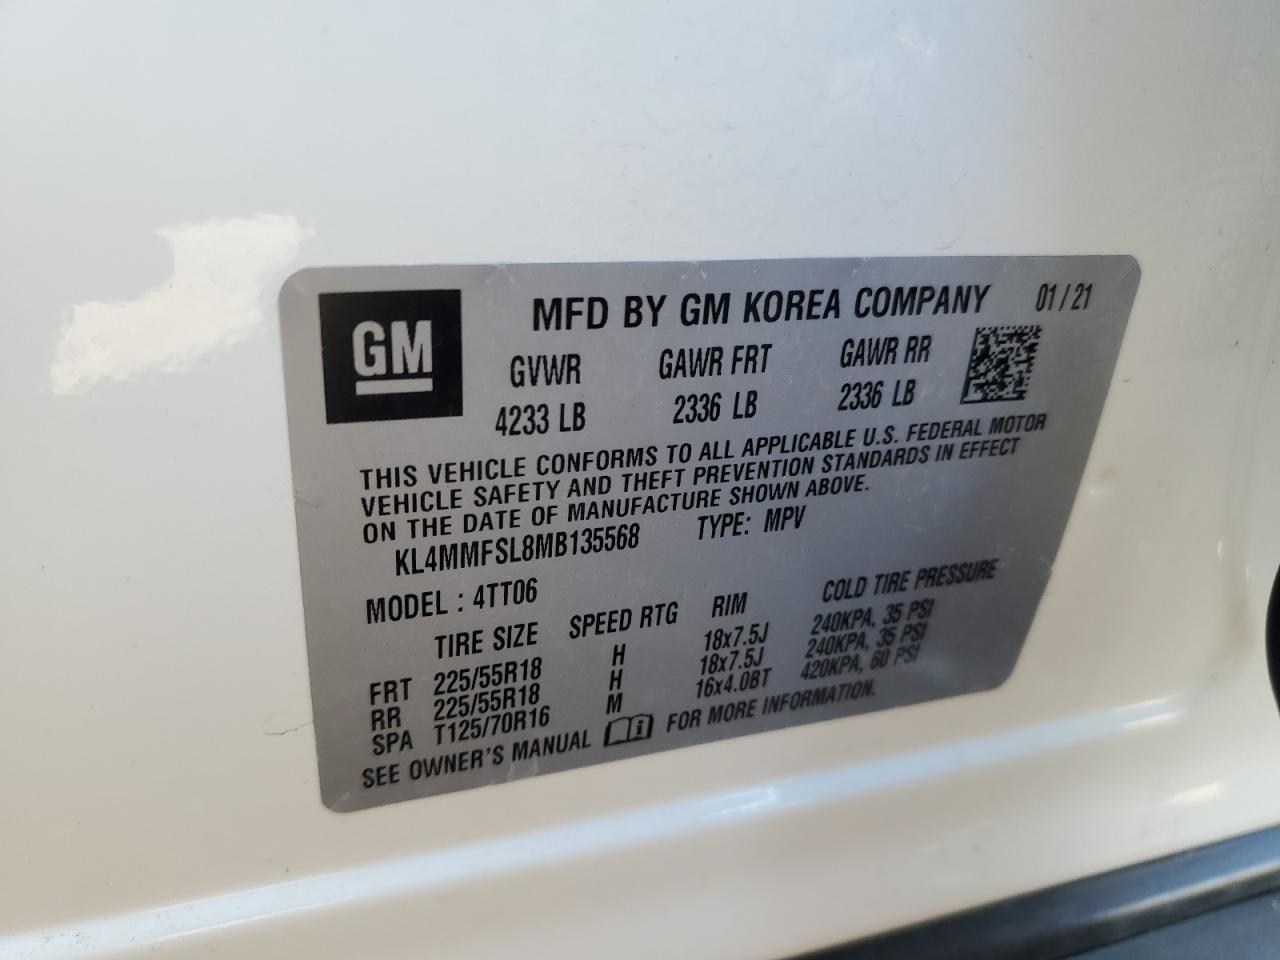 GM
MFD BY GM KOREA COMPANY 01/21
GVWR GAWR FRT GAWR RR
4233 LB 2336 LB 2336 LB
THIS VEHICLE CONFORMS TO ALL APPLICABLE U.S. FEDERAL MOTOR
VEHICLE SAFETY AND THEFT PREVENTION STANDARDS IN EFFECT
ON THE DATE OF MANUFACTURE SHOWN ABOVE.
KL4MMFSL8MB135568 TYPE: MPV
MODEL: 4TT06
TIRE SIZE SPEED RTG RIM COLD TIRE PRESSURE
FRT 225/55R18 H 18x7.5J 240KPA, 35 PSI
RR 225/55R18 H 18x7.5J 240KPA, 35 PSI
SPA T125/70R16 M 16x4.0BT 420KPA, 60 PSI
SEE OWNER'S MANUAL i FOR MORE INFORMATION.